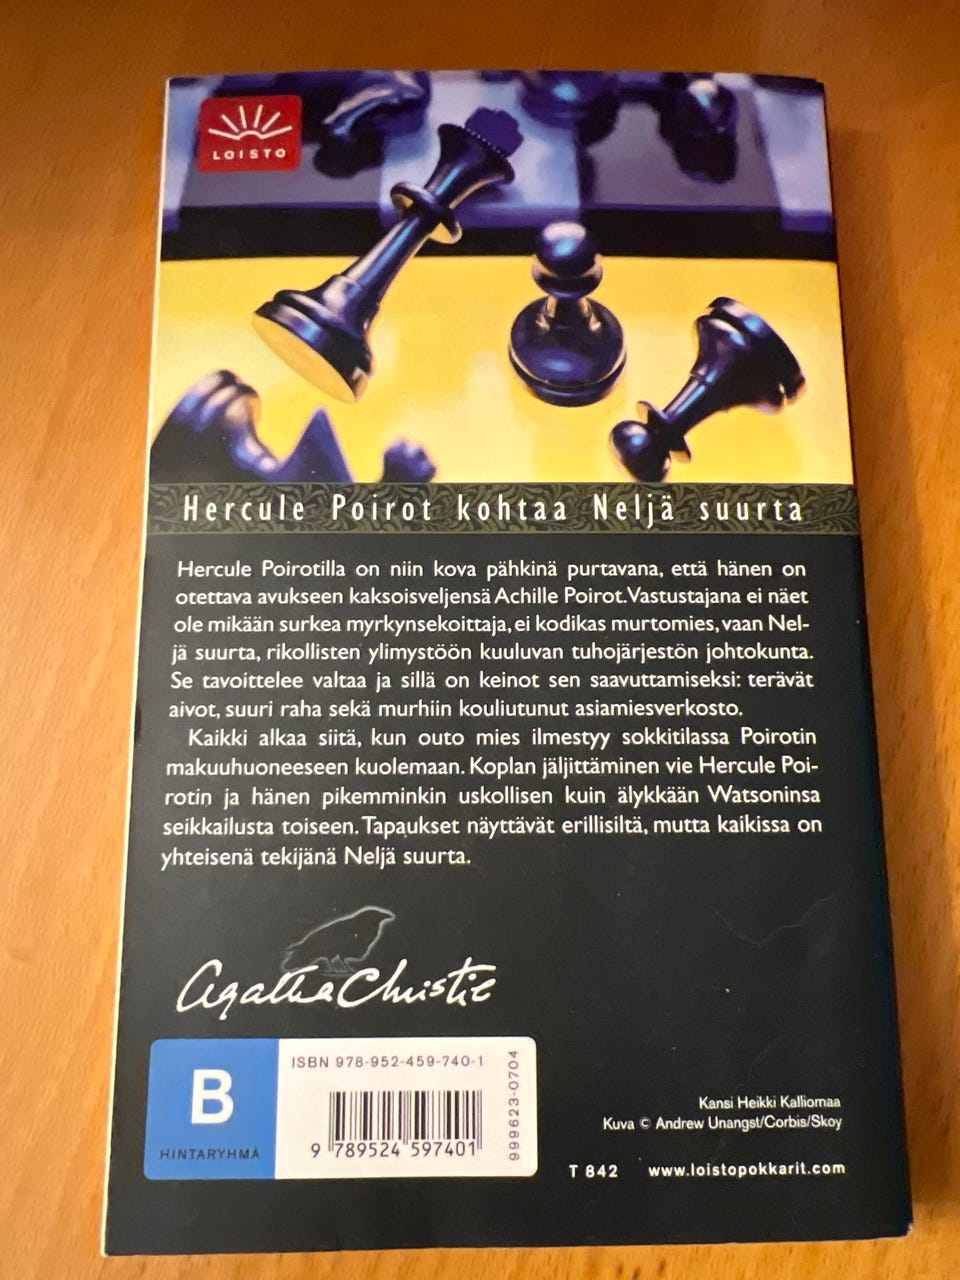 LOISTO
Hercule Poirot kohtaa Neljä suurta
Hercule Poirotilla on niin kova pähkinä purtavana, että hänen on
otettava avukseen kaksoisveljensä Achille Poirot. Vastustajana ei näet
ole mikään surkea myrkynsekoittaja, ei kodikas murtomies, vaan Nel-
jä suurta, rikollisten ylimystöön kuuluvan tuhojärjestön johtokunta.
Se tavoittelee valtaa ja sillä on keinot sen saavuttamiseksi: terävät
aivot, suuri raha sekä murhiin kouliutunut asiamiesverkosto.
Kaikki alkaa siitä, kun outo mies ilmestyy sokkitilassa Poirotin
makuuhuoneeseen kuolemaan. Koplan jäljittäminen vie Hercule Poi-
rotin ja hänen pikemminkin uskollisen kuin älykkään Watsoninsa
seikkailusta toiseen. Tapaukset näyttävät erillisiltä, mutta kaikissa on
yhteisenä tekijänä Neljä suurta.
Agatha Christie
B
HINTARYHMÄ
ISBN 978-952-459-740-1
9 789524 597401
999623-0704
Kansi Heikki Kalliomaa
Kuva © Andrew Unangst/Corbis/Skoy
T 842 www.loistopokkarit.com